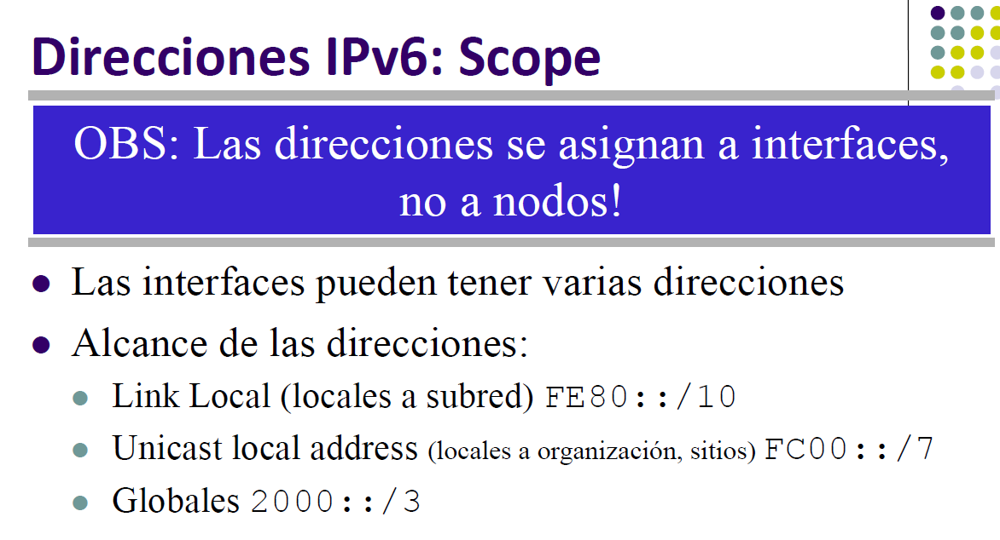 Direcciones IPv6: Scope
OBS: Las direcciones se asignan a interfaces,
no a nodos!
Las interfaces pueden tener varias direcciones
Alcance de las direcciones:
Link Local (locales a subred) FE80::/10
Unicast local address (locales a organización, sitios) FC00::/7
Globales 2000::/3